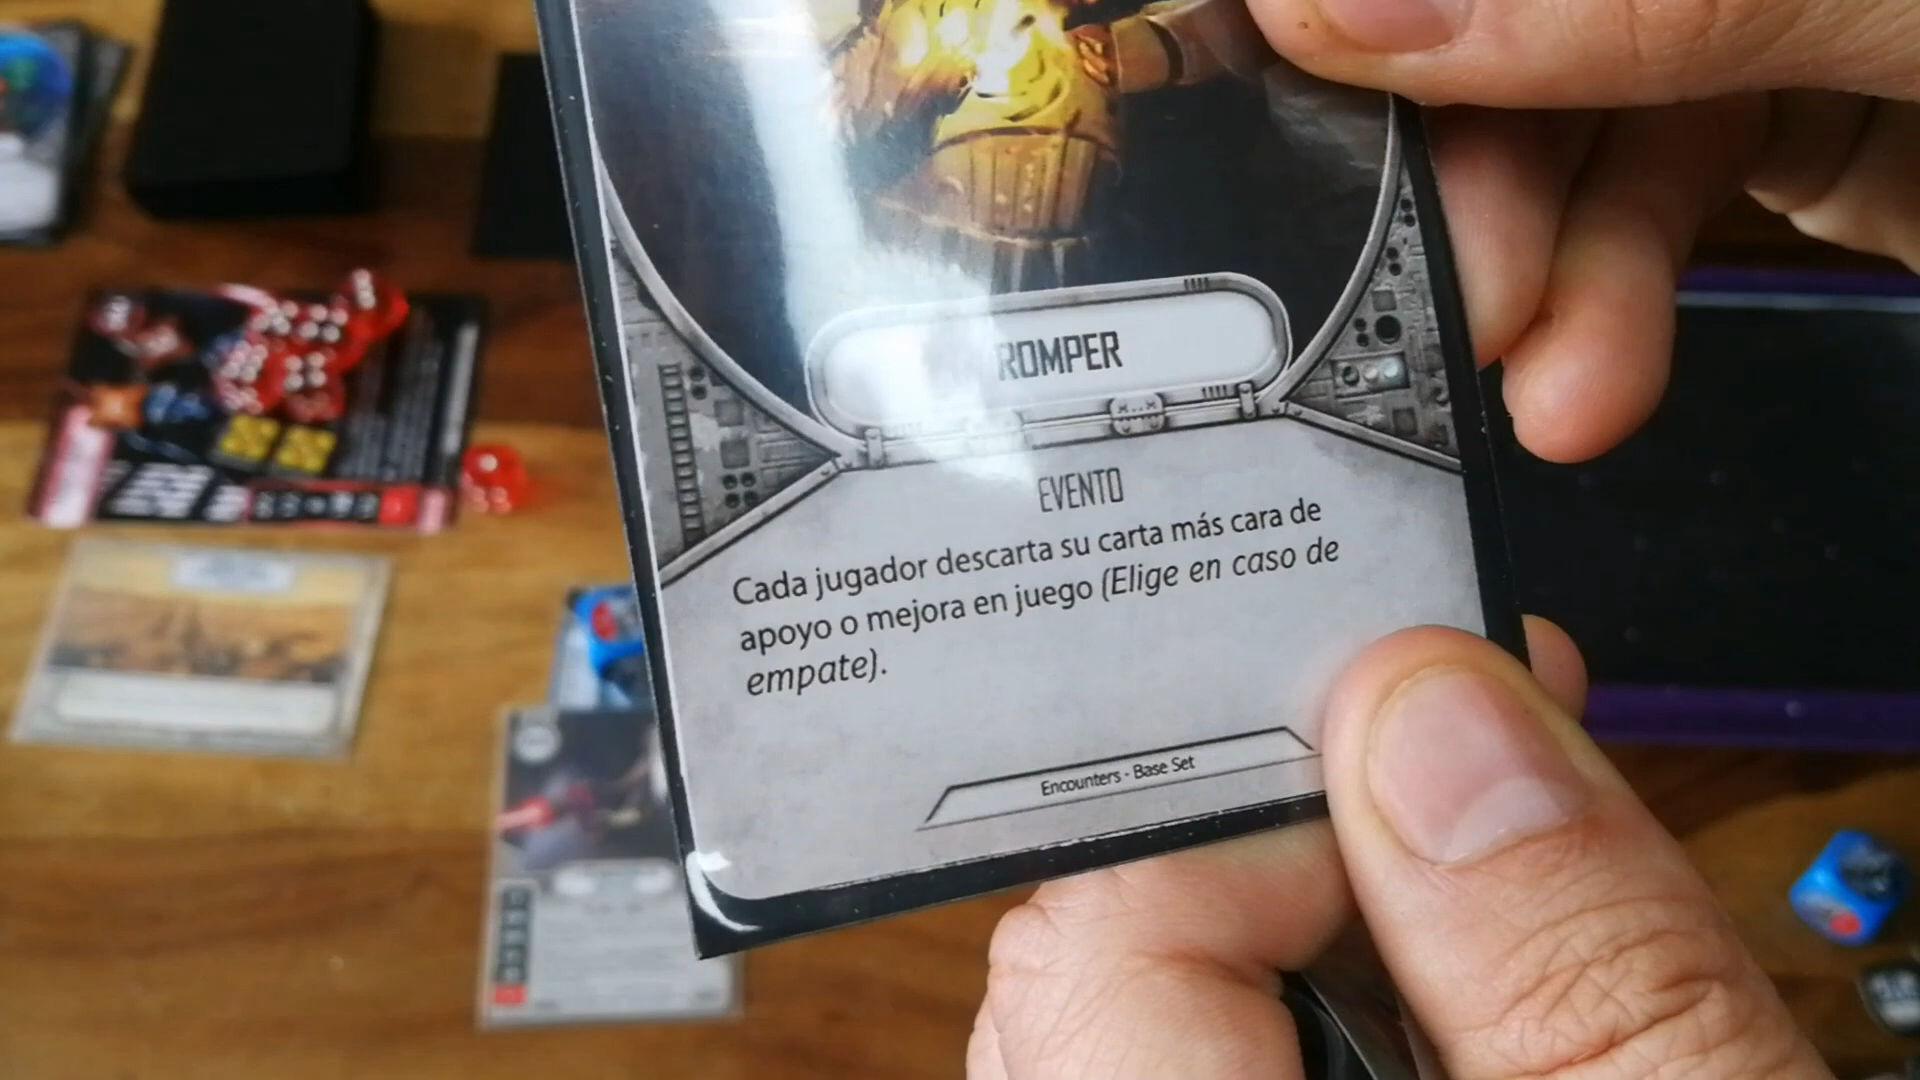 ROMPER
EVENTO
Cada jugador descarta su carta más cara de
apoyo o mejora en juego (Elige en caso de
empate).
Encounters - Base Set